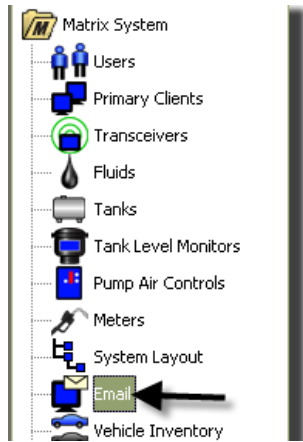 Matrix System
Users
Primary Clients
Transceivers
Fluids
Tanks
Tank Level Monitors
Pump Air Controls
Meters
System Layout
Email
Vehicle Inventory